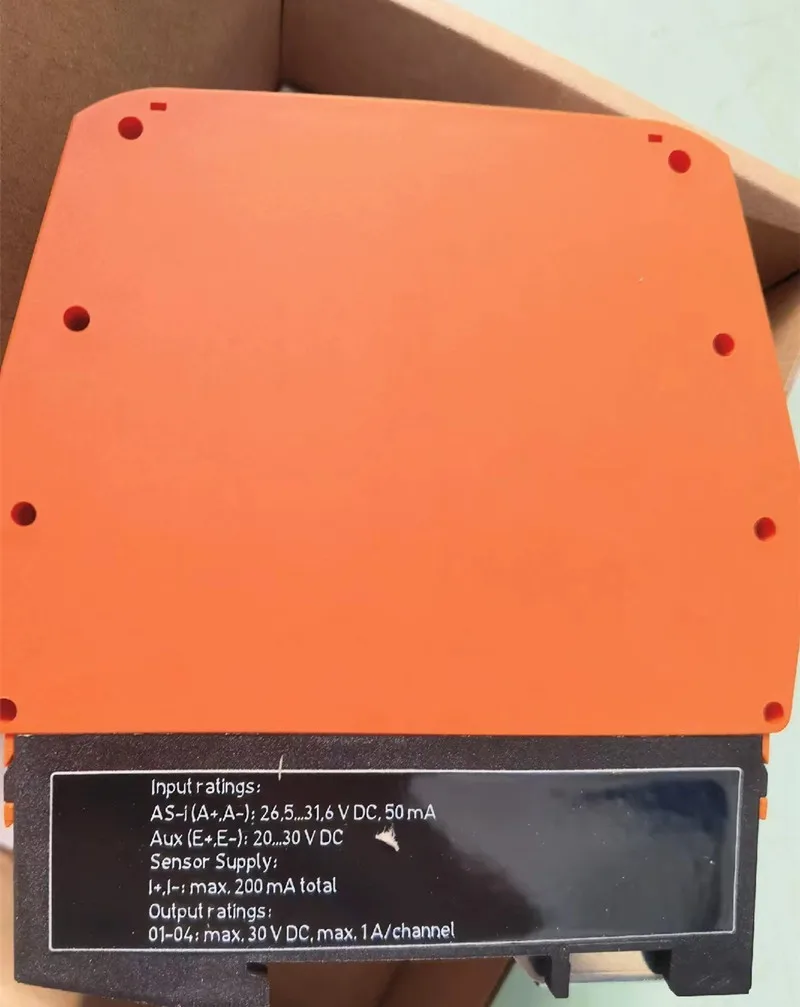 Input ratings:
AS-i (A+,A-): 26,5...31,6 V DC, 50 mA
Aux (E+,E-): 20...30 V DC
Sensor Supply:
I+,I-: max. 200 mA total
Output ratings:
01-04: max. 30 V DC, max. 1 A/channel